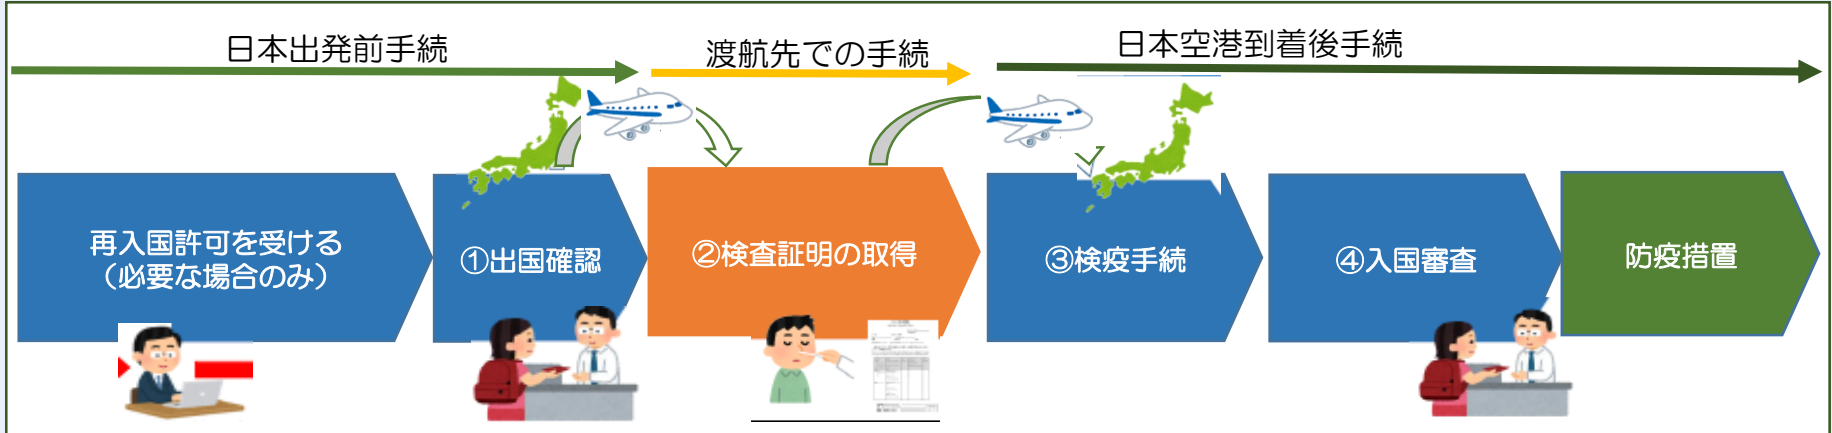 日本出発前手続
渡航先での手続
日本空港到着後手続
再入国許可を受ける
（必要な場合のみ）
①出国確認
②検査証明の取得
③検疫手続
④入国審査
防疫措置